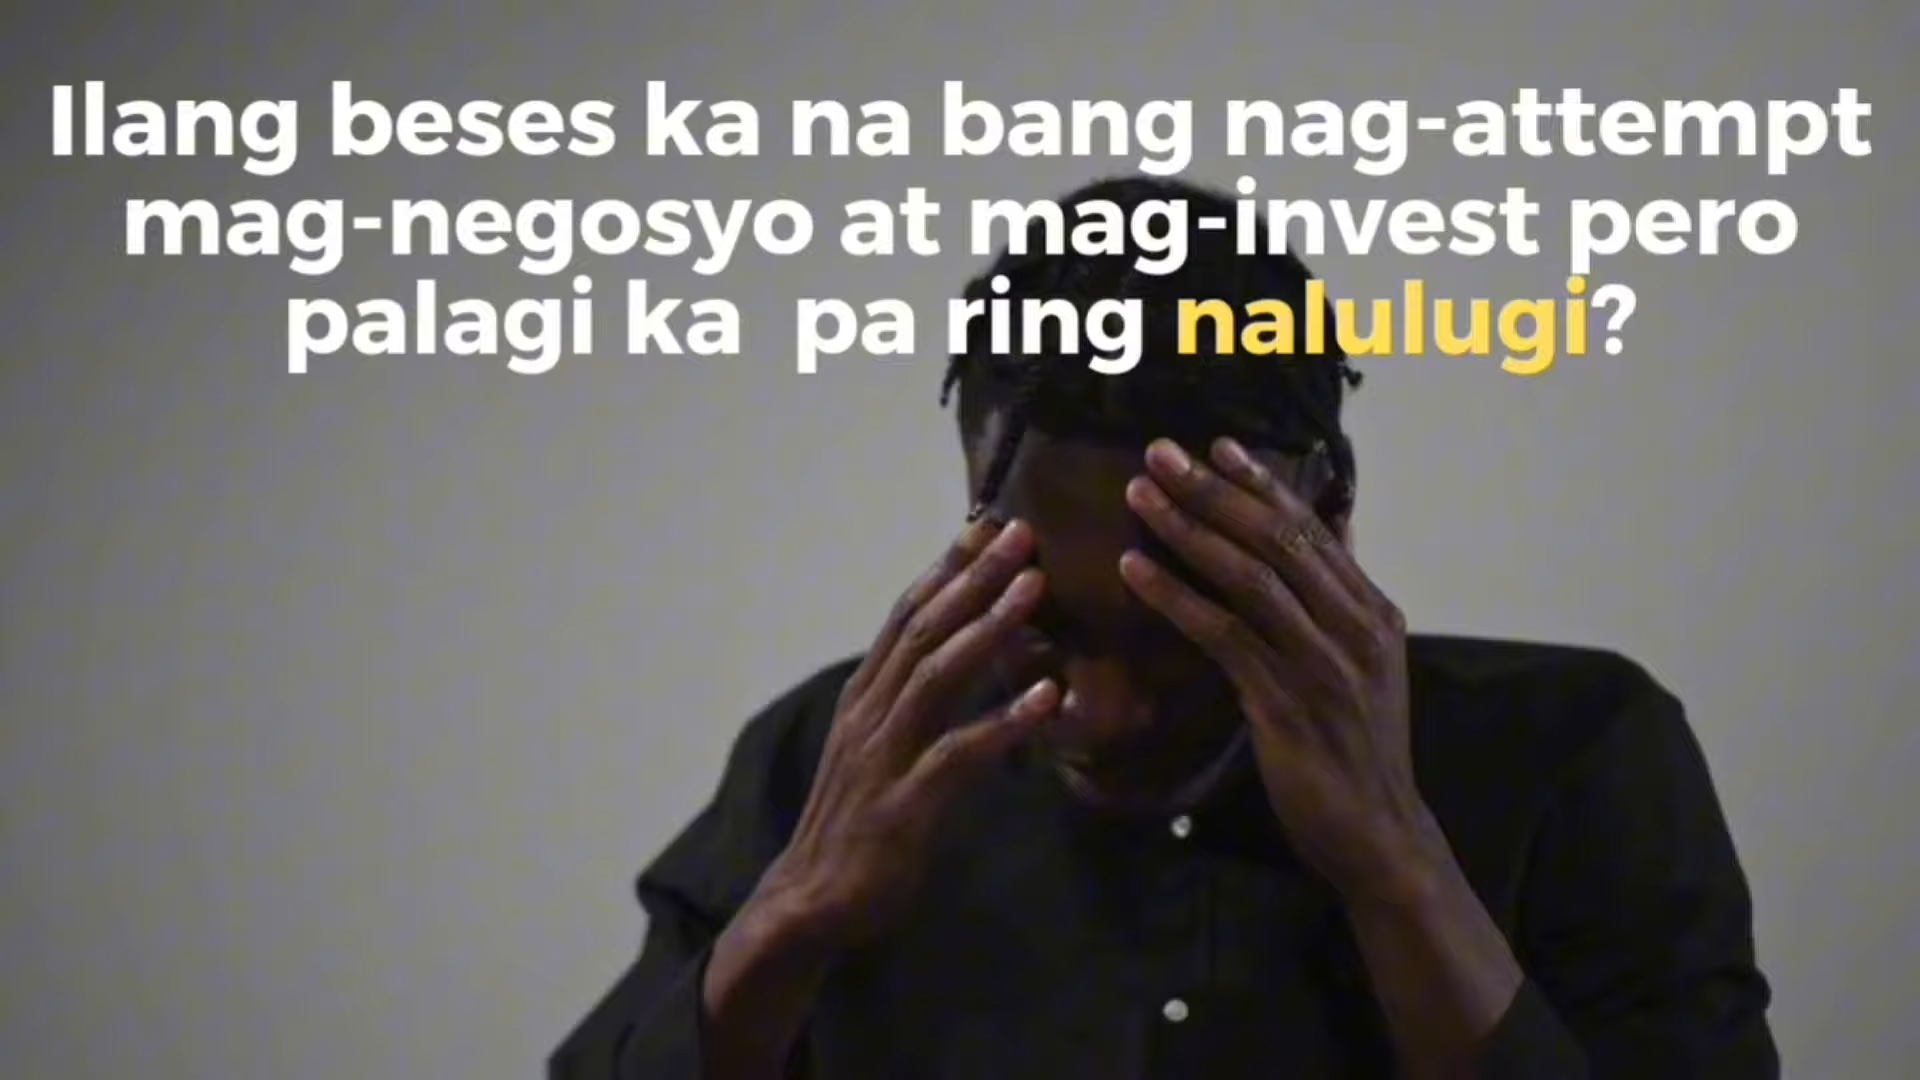 Ilang beses ka na bang nag-attempt
mag-negosyo at mag-invest pero
palagi ka pa ring nalulugi?